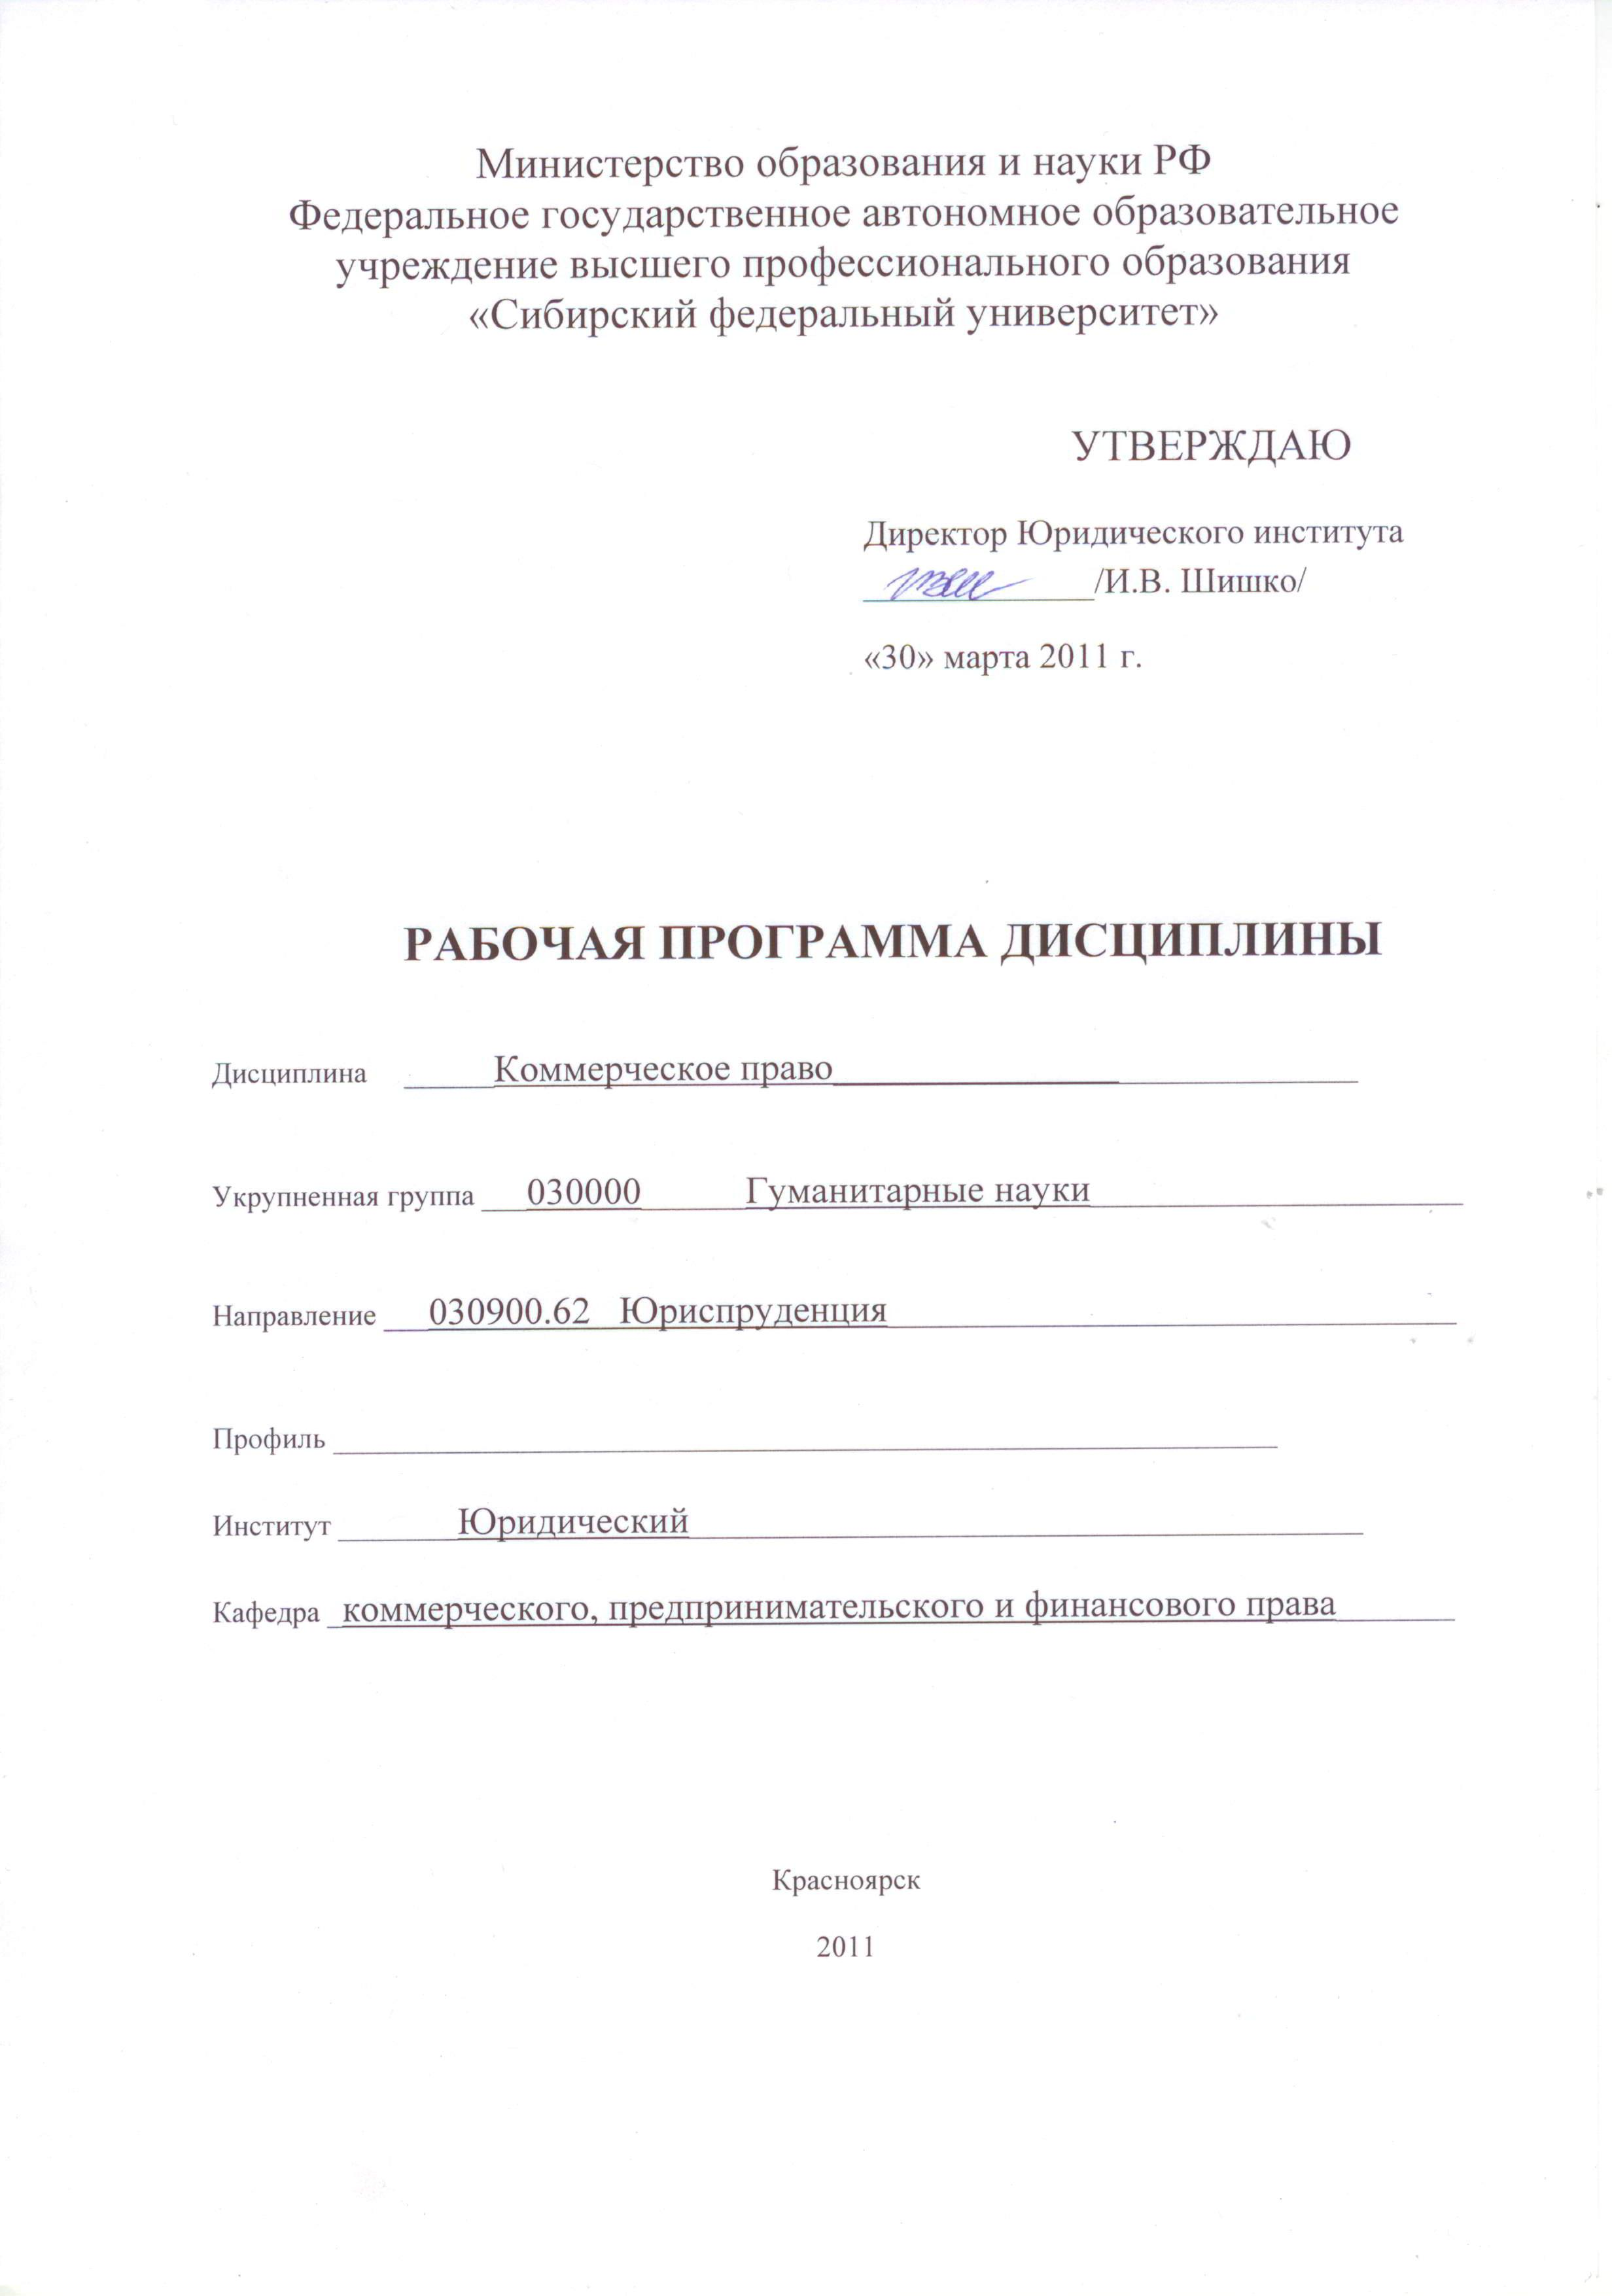 Министерство образования и науки РФ
Федеральное государственное автономное образовательное
учреждение высшего профессионального образования
«Сибирский федеральный университет»
УТВЕРЖДАЮ
Директор Юридического института
/И.В. Шишко/
«30» марта 2011 г.
РАБОЧАЯ ПРОГРАММА ДИСЦИПЛИНЫ
Дисциплина Коммерческое право
Укрупненная группа 030000 Гуманитарные науки
Направление 030900.62 Юриспруденция
Профиль
Институт Юридический
Кафедра коммерческого, предпринимательского и финансового права
Красноярск
2011